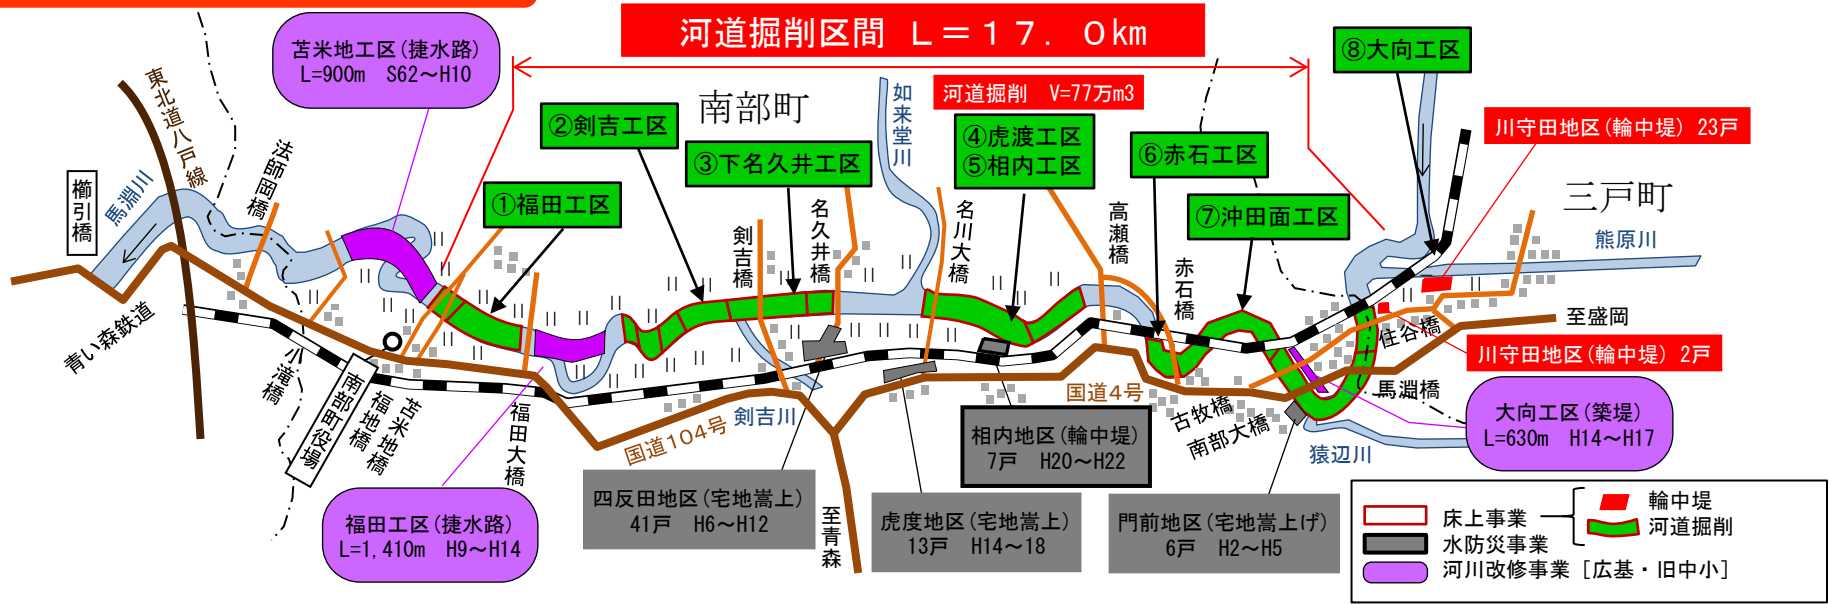 河道掘削区間　Ｌ＝１７．０km
苫米地工区(捷水路)
L=900m　S62～H10
東北道八戸線
南部町
②剣吉工区
③下名久井工区
①福田工区
如来堂川
河道掘削　V=77万m3
④虎渡工区
⑤相内工区
⑥赤石工区
⑦沖田面工区
⑧大向工区
川守田地区(輪中堤) 23戸
三戸町
熊原川
櫛引橋
馬淵川
法師岡橋
剣吉橋
名久井橋
名川大橋
高瀬橋
赤石橋
青い森鉄道
小滝橋
南部町役場
福地橋
苫米地橋
福田大橋
国道104号
剣吉川
国道4号
至青森
古牧橋
南部大橋
猿辺川
馬淵橋
住谷橋
至盛岡
川守田地区(輪中堤) 2戸
大向工区(築堤)
L=630m　H14～H17
福田工区(捷水路)
L=1,410m　H9～H14
四反田地区(宅地嵩上)
41戸　H6～H12
虎度地区(宅地嵩上)
13戸　H14～18
相内地区(輪中堤)
7戸　H20～H22
門前地区(宅地嵩上げ)
6戸　H2～H5
床上事業
輪中堤
河道掘削
水防災事業
河川改修事業［広基・旧中小］